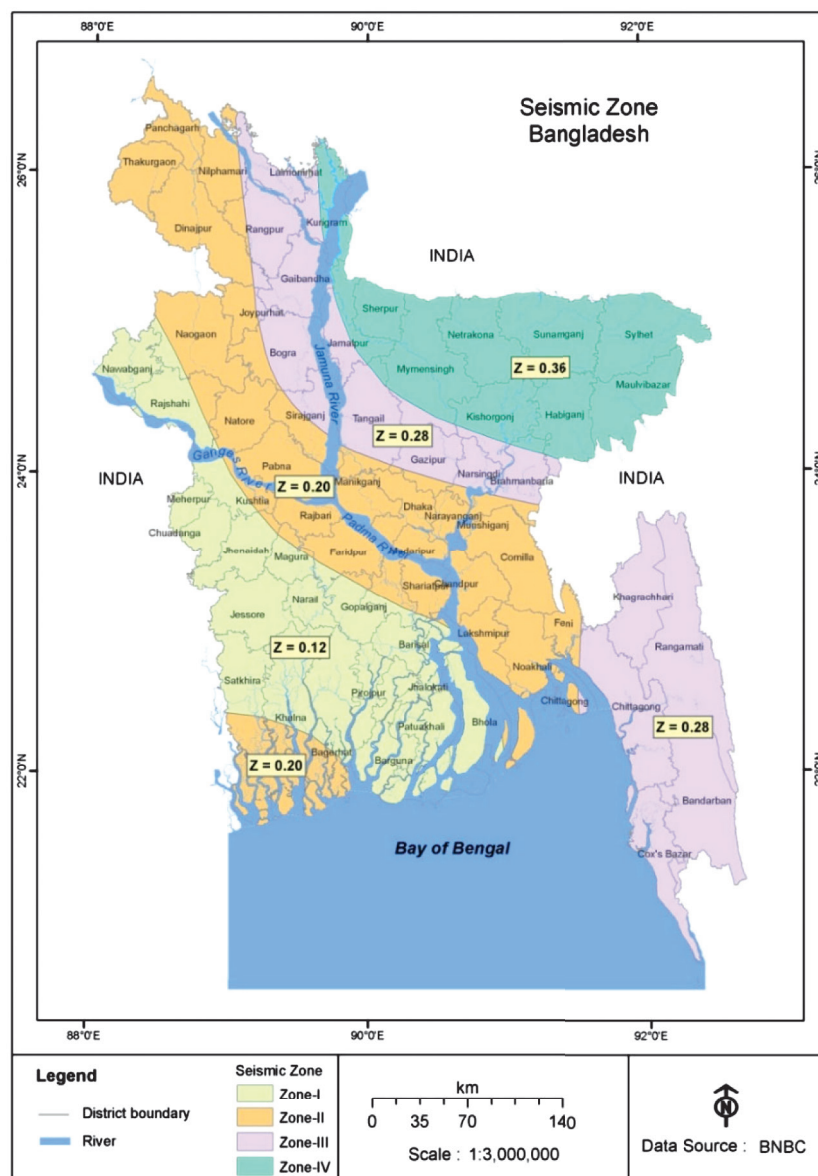 88°0'E 90°0'E 92°0'E
Seismic Zone
Bangladesh
26°0'N
26°0'N
24°0'N
24°0'N
22°0'N
22°0'N
INDIA
INDIA
INDIA
Panchagarh
Thakurgaon
Nilphamari
Dinajpur
Lalmonirhat
Kurigram
Rangpur
Gaibandha
Joypurhat
Naogaon
Bogra
Jamalpur
Sherpur
Netrakona
Sunamganj
Sylhet
Mymensingh
Z = 0.36
Maulvibazar
Kishorgonj
Habiganj
Nawabganj
Rajshahi
Natore
Sirajganj
Jamuna River
Tangail
Z = 0.28
Gazipur
Narsingdi
Brahmanbaria
Ganges River
Pabna
Z = 0.20
Manikganj
Dhaka
Narayanganj
Munshiganj
Meherpur
Kushtia
Chuadanga
Rajbari
Padma River
Jhenaidah
Magura
Faridpur
Madaripur
Comilla
Shariatpur
Chandpur
Khagrachhari
Narail
Gopalganj
Jessore
Lakshmipur
Feni
Rangamati
Z = 0.12
Barisal
Noakhali
Satkhira
Pirojpur
Jhalokati
Chittagong
Chittagong
Khulna
Patuakhali
Bhola
Z = 0.28
Bagerhat
Z = 0.20
Barguna
Bandarban
Bay of Bengal
Cox's Bazar
88°0'E 90°0'E 92°0'E
Legend
District boundary
River
Seismic Zone
Zone-I
Zone-II
Zone-III
Zone-IV
km
0 35 70 140
Scale : 1:3,000,000
N
Data Source : BNBC